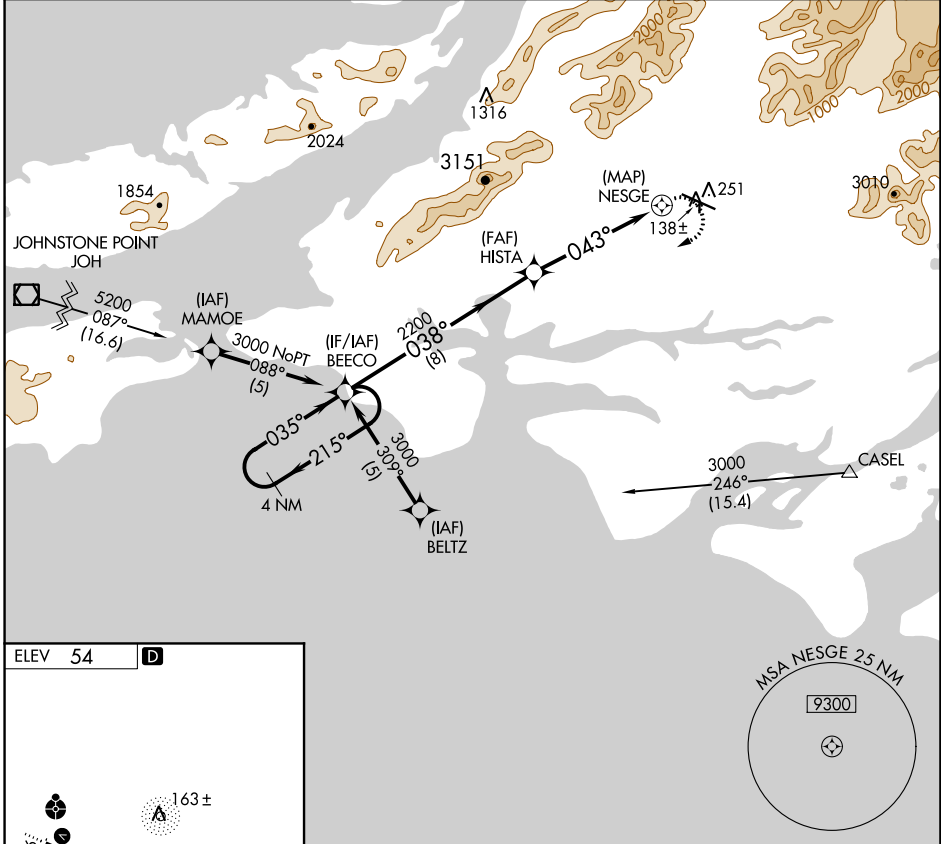 2000
1316
2024
3151
1000
2000
1854
3010
(MAP)
NESGE
251
138±
JOHNSTONE POINT
JOH
(FAF)
HISTA
043°
5200
087°
(16.6)
(IAF)
MAMOE
3000 NoPT
088°
(5)
(IF/IAF)
BEECO
2200
038°
(8)
035°
215°
4 NM
3000
309°
(5)
(IAF)
BELTZ
3000
246°
(15.4)
CASEL
ELEV 54
D
MSA NESGE 25 NM
9300
163±